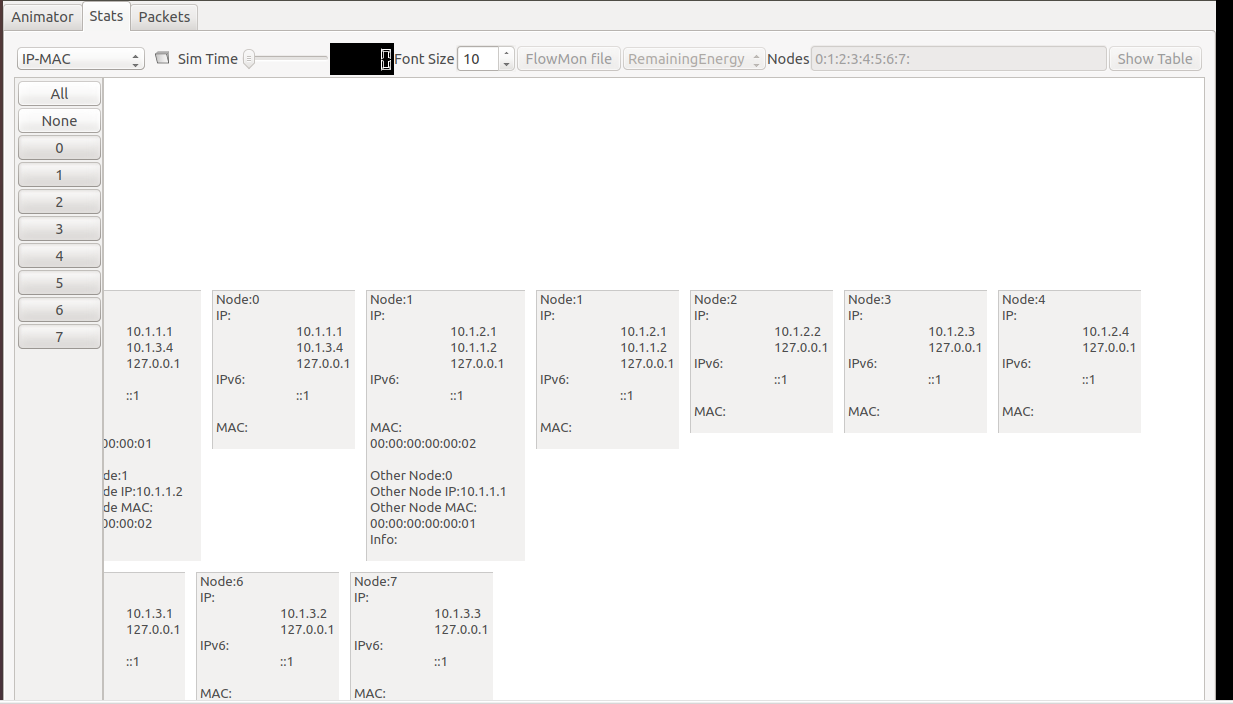 Animator Stats Packets
IP-MAC Sim Time 0 Font Size 10 FlowMon file RemainingEnergy Nodes 0:1:2:3:4:5:6:7: Show Table
All
None
0
1
2
3
4
5
6
7
10.1.1.1
10.1.3.4
127.0.0.1
::1
00:00:01
de:1
de IP:10.1.1.2
de MAC:
00:00:02
Node:0
IP:
10.1.1.1
10.1.3.4
127.0.0.1
IPv6:
::1
MAC:
Node:1
IP:
10.1.2.1
10.1.1.2
127.0.0.1
IPv6:
::1
MAC:
00:00:00:00:00:02
Other Node:0
Other Node IP:10.1.1.1
Other Node MAC:
00:00:00:00:00:01
Info:
Node:1
IP:
10.1.2.1
10.1.1.2
127.0.0.1
IPv6:
::1
MAC:
Node:2
IP:
10.1.2.2
127.0.0.1
IPv6:
::1
MAC:
Node:3
IP:
10.1.2.3
127.0.0.1
IPv6:
::1
MAC:
Node:4
IP:
10.1.2.4
127.0.0.1
IPv6:
::1
MAC:
10.1.3.1
127.0.0.1
::1
Node:6
IP:
10.1.3.2
127.0.0.1
IPv6:
::1
MAC:
Node:7
IP:
10.1.3.3
127.0.0.1
IPv6:
::1
MAC: